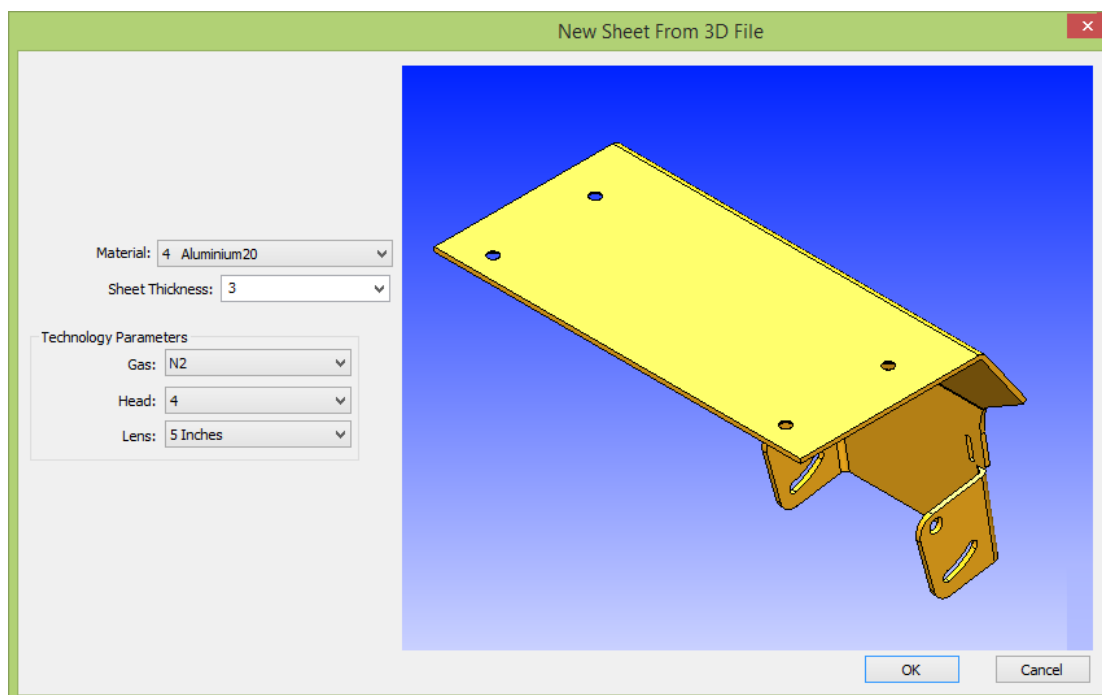 New Sheet From 3D File
Material: 4 Aluminium20
Sheet Thickness: 3
Technology Parameters
Gas: N2
Head: 4
Lens: 5 Inches
OK Cancel